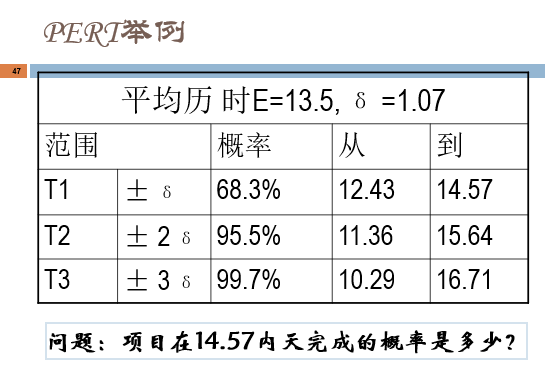 PERT举例
47
平均历时E=13.5, δ =1.07
范围 概率 从 到
T1 ± δ 68.3% 12.43 14.57
T2 ± 2 δ 95.5% 11.36 15.64
T3 ± 3 δ 99.7% 10.29 16.71
问题：项目在14.57内天完成的概率是多少?